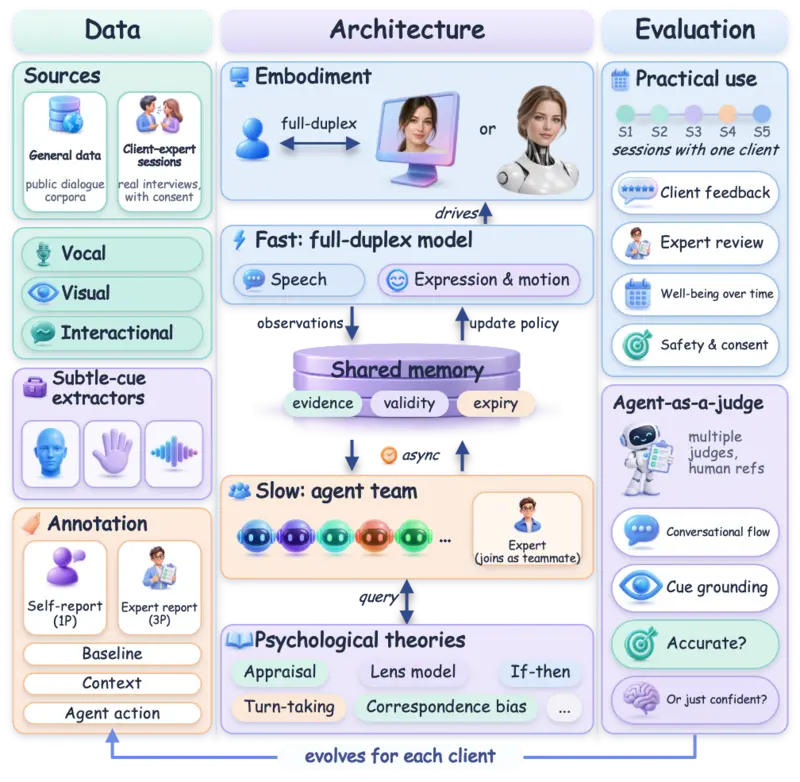 Data
Sources
General data
public dialogue
corpora
Client–expert
sessions
real interviews,
with consent
Vocal
Visual
Interactional
Subtle-cue
extractors
Annotation
Self-report
(1P)
Expert report
(3P)
Baseline
Context
Agent action
Architecture
Embodiment
full-duplex
or
drives
Fast: full-duplex model
Speech
Expression & motion
observations
update policy
Shared memory
evidence
validity
expiry
async
Slow: agent team
...
Expert
(joins as teammate)
query
Psychological theories
Appraisal
Lens model
If-then
Turn-taking
Correspondence bias
...
Evaluation
Practical use
S1
S2
S3
S4
S5
sessions with one client
Client feedback
Expert review
Well-being over time
Safety & consent
Agent-as-a-judge
multiple
judges,
human refs
Conversational flow
Cue grounding
Accurate?
Or just confident?
evolves for each client